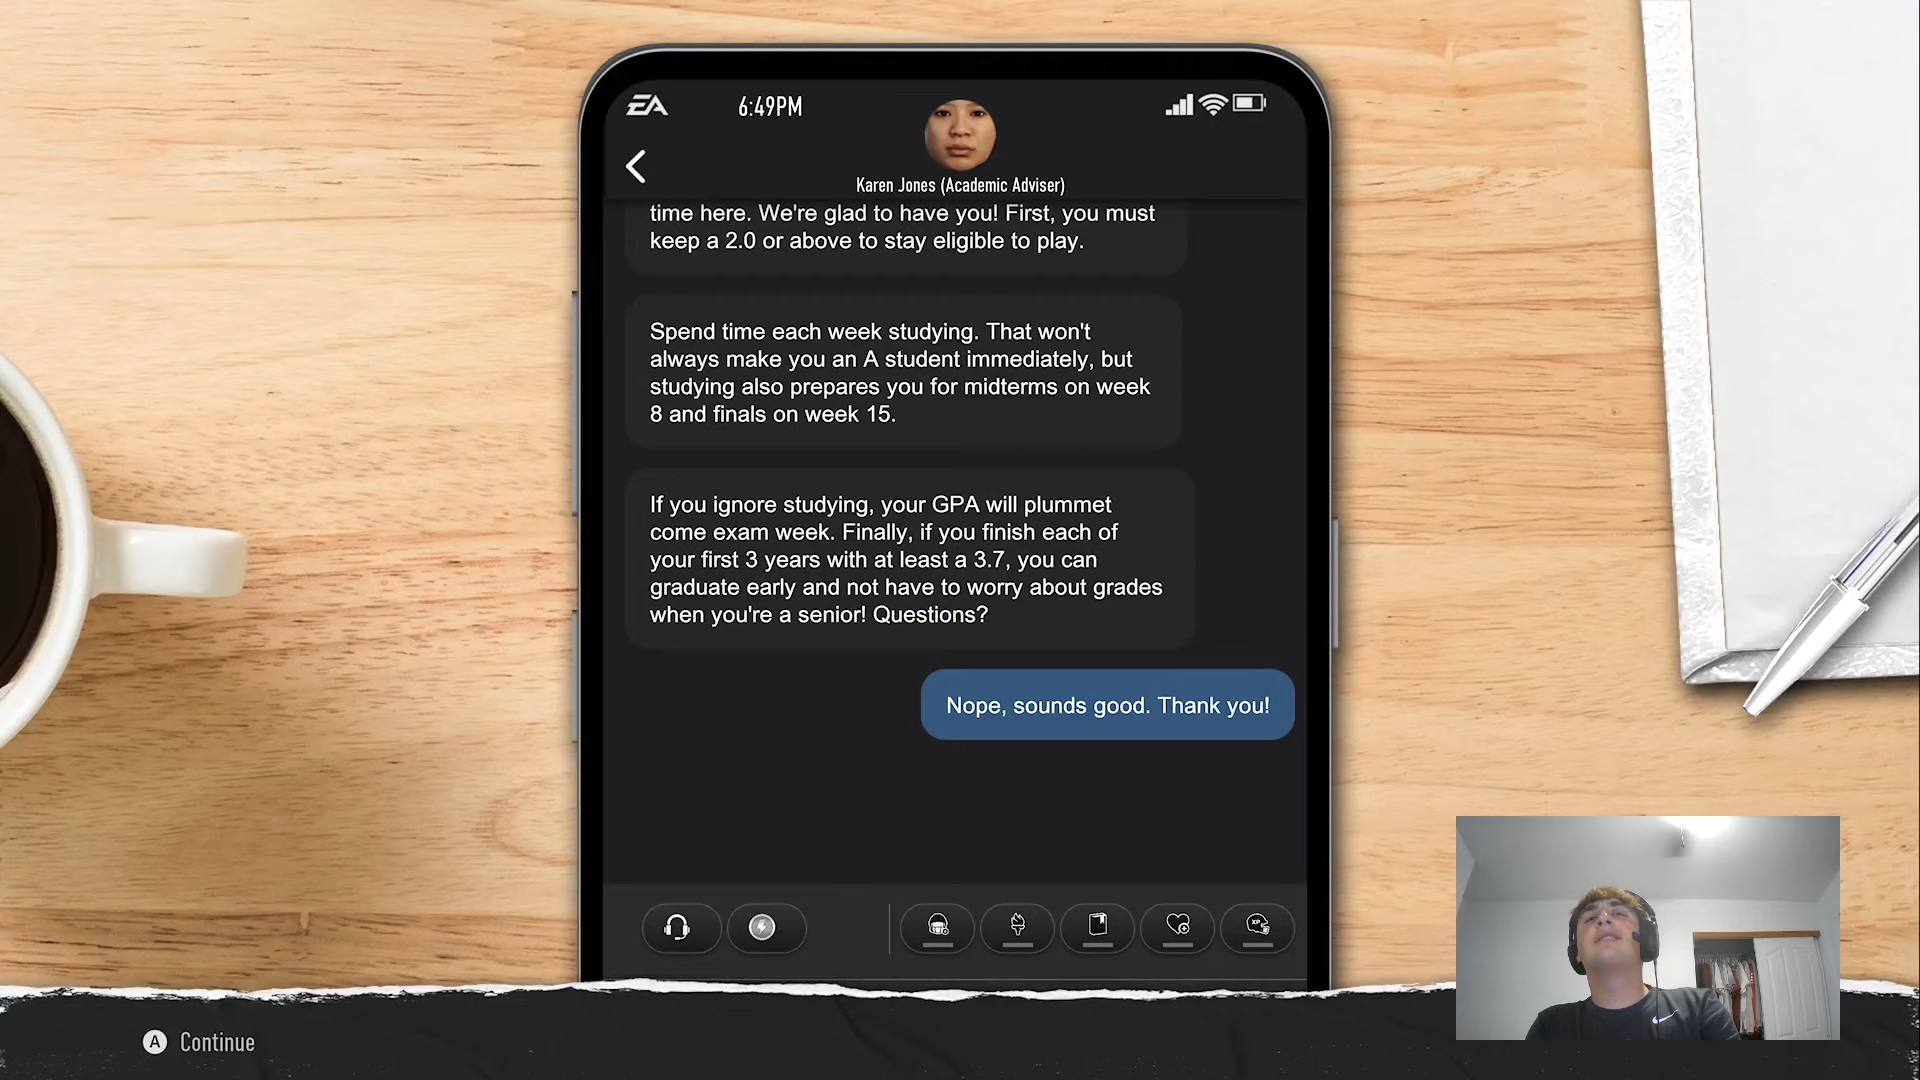 EA
6:49PM
Karen Jones (Academic Adviser)
time here. We're glad to have you! First, you must
keep a 2.0 or above to stay eligible to play.
Spend time each week studying. That won't
always make you an A student immediately, but
studying also prepares you for midterms on week
8 and finals on week 15.
If you ignore studying, your GPA will plummet
come exam week. Finally, if you finish each of
your first 3 years with at least a 3.7, you can
graduate early and not have to worry about grades
when you're a senior! Questions?
Nope, sounds good. Thank you!
XP
A Continue